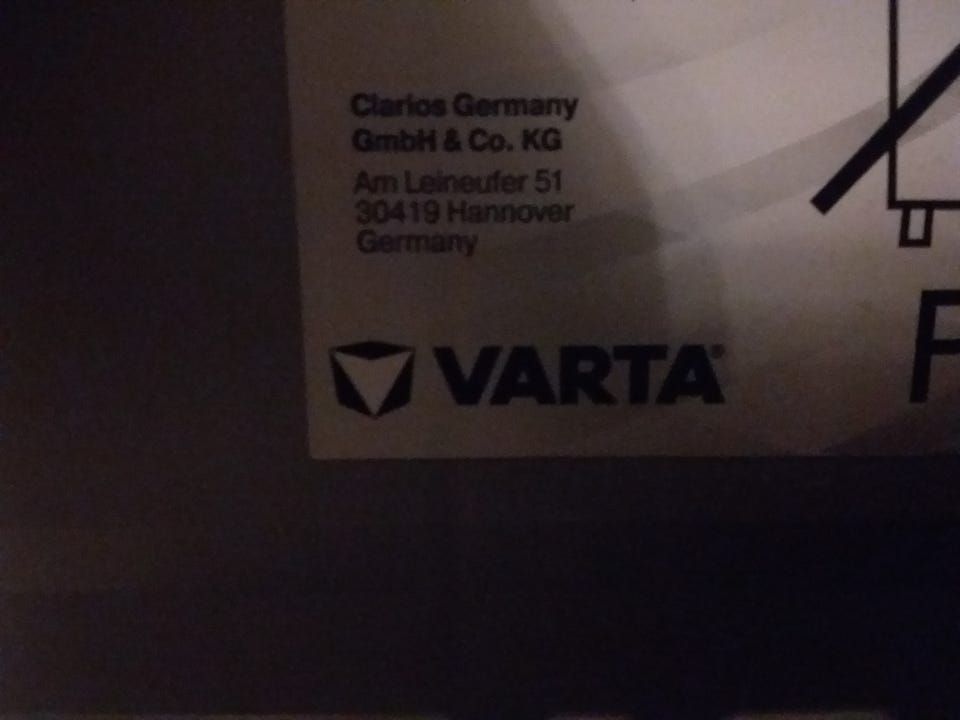 Clarios Germany
GmbH & Co. KG
Am Leineufer 51
30419 Hannover
Germany
VARTA®
P